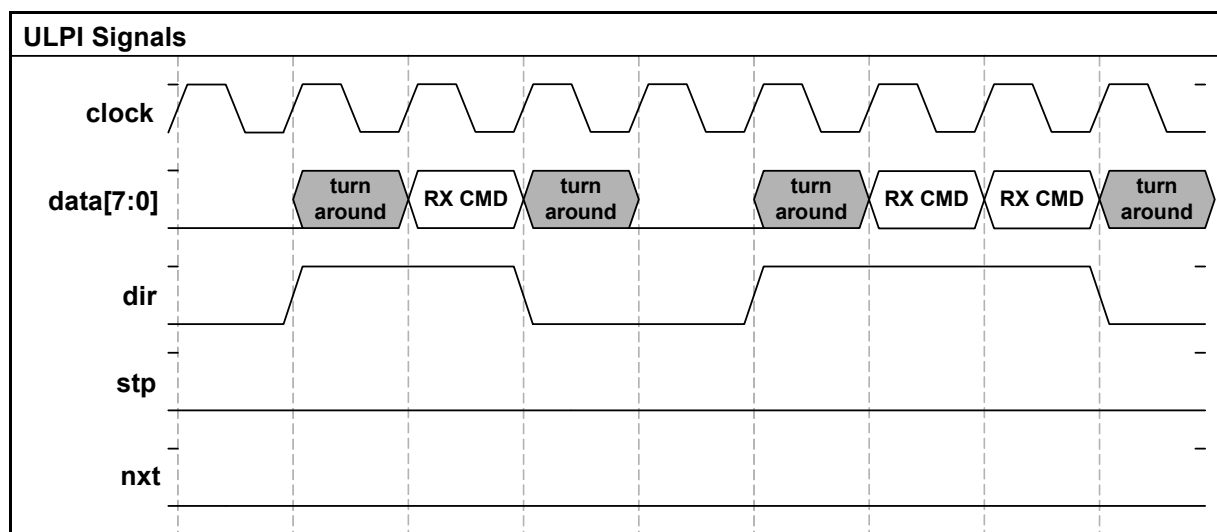 ULPI Signals
clock
data[7:0]
turn
around
RX CMD
turn
around
turn
around
RX CMD
RX CMD
turn
around
dir
stp
nxt